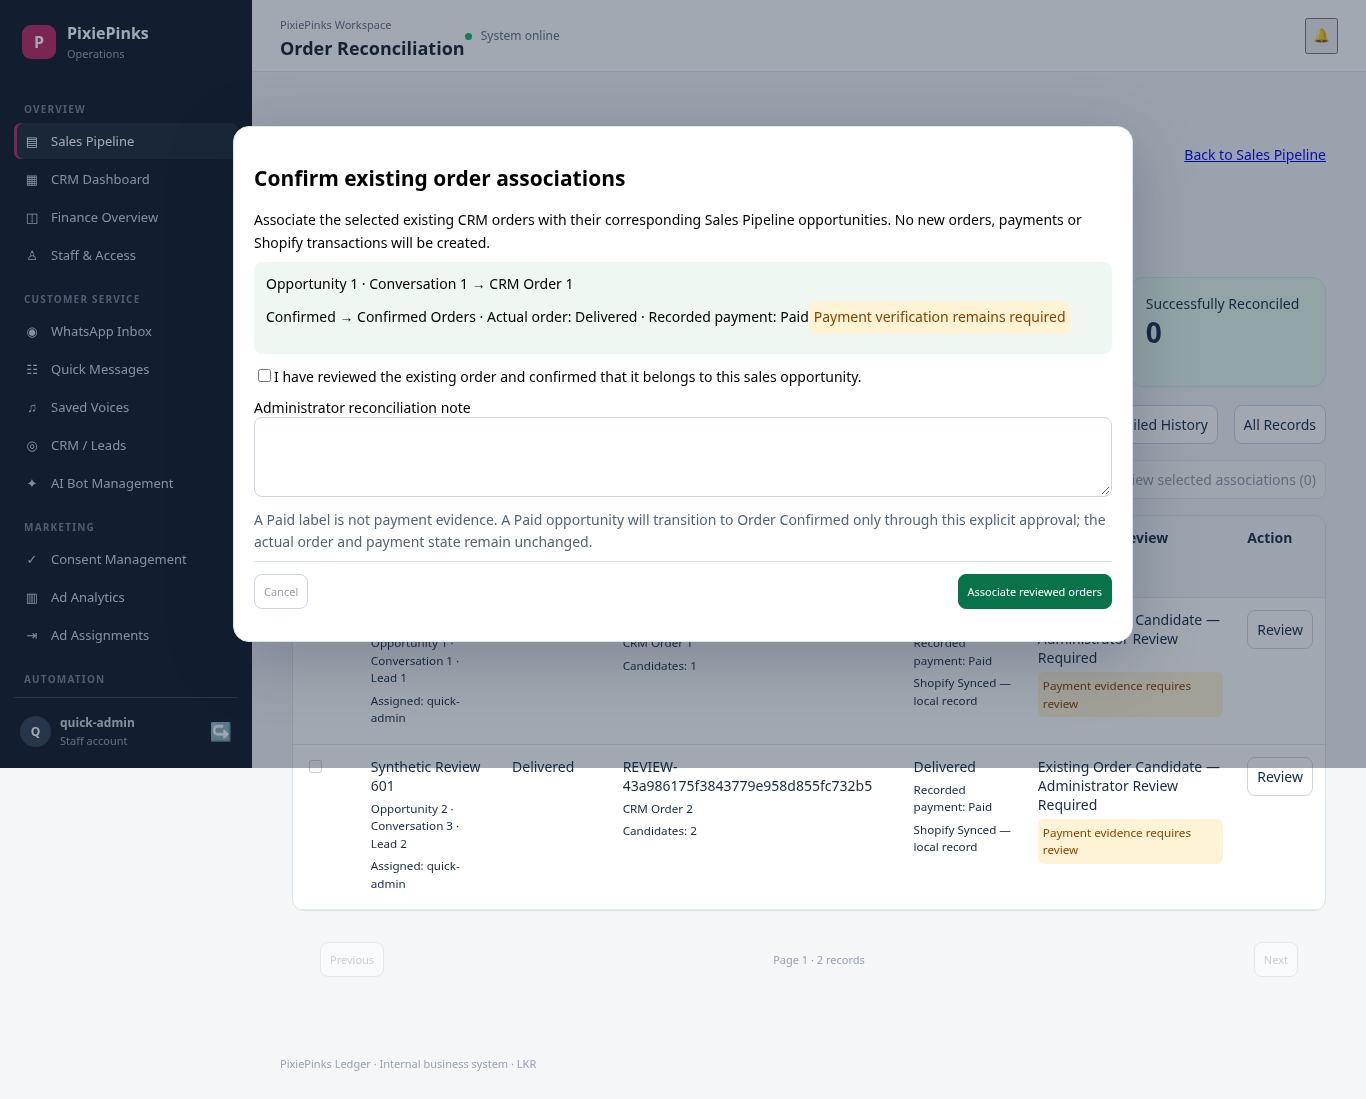 P
PixiePinks
Operations
OVERVIEW
Sales Pipeline
CRM Dashboard
Finance Overview
Staff & Access
CUSTOMER SERVICE
WhatsApp Inbox
Quick Messages
Saved Voices
CRM / Leads
AI Bot Management
MARKETING
Consent Management
Ad Analytics
Ad Assignments
AUTOMATION
Q
quick-admin
Staff account
PixiePinks Workspace
Order Reconciliation
System online
Back to Sales Pipeline
Confirm existing order associations
Associate the selected existing CRM orders with their corresponding Sales Pipeline opportunities. No new orders, payments or
Shopify transactions will be created.
Opportunity 1 · Conversation 1 → CRM Order 1
Confirmed → Confirmed Orders · Actual order: Delivered · Recorded payment: Paid Payment verification remains required
I have reviewed the existing order and confirmed that it belongs to this sales opportunity.
Administrator reconciliation note
A Paid label is not payment evidence. A Paid opportunity will transition to Order Confirmed only through this explicit approval; the
actual order and payment state remain unchanged.
Cancel
Associate reviewed orders
Successfully Reconciled
0
iled History
All Records
ew selected associations (0)
eview
Action
Opportunity 1 ·
Conversation 1 ·
Lead 1
Assigned: quick-
admin
CRM Order 1
Candidates: 1
Recorded
payment: Paid
Shopify Synced —
local record
Candidate —
Administrator Review
Required
Payment evidence requires
review
Review
Synthetic Review
601
Opportunity 2 ·
Conversation 3 ·
Lead 2
Assigned: quick-
admin
Delivered
REVIEW-
43a986175f3843779e958d855fc732b5
CRM Order 2
Candidates: 2
Delivered
Recorded
payment: Paid
Shopify Synced —
local record
Existing Order Candidate —
Administrator Review
Required
Payment evidence requires
review
Review
Previous
Page 1 · 2 records
Next
PixiePinks Ledger · Internal business system · LKR